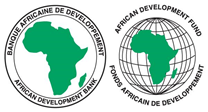 BANQUE AFRICAINE DE DEVELOPPEMENT
AFRICAN DEVELOPMENT BANK
AFRICAN DEVELOPMENT FUND
FONDS AFRICAIN DE DEVELOPPEMENT